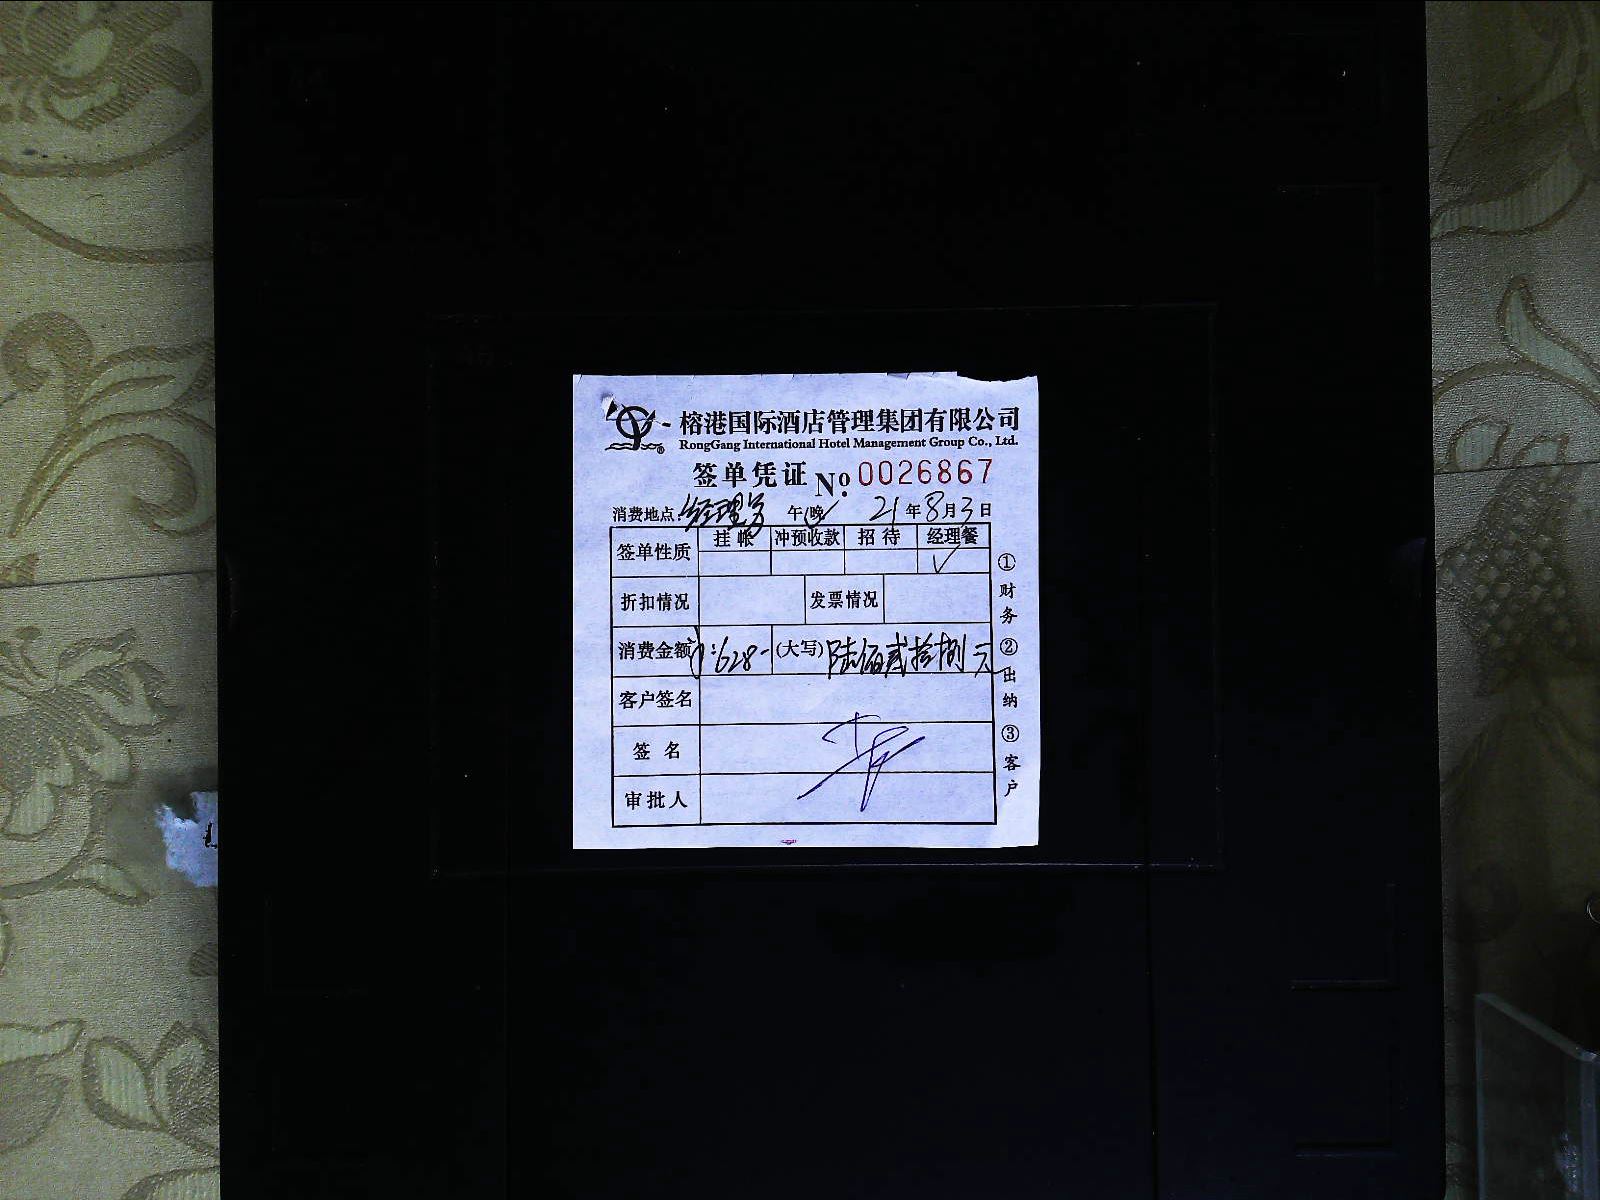 榕港国际酒店管理集团有限公司
RongGang International Hotel Management Group Co., Ltd.
签单凭证 No. 0026867
消费地点: 经理 午 晚 21年8月3日
签单性质 挂帐 冲预收款 招待 经理餐
✓
折扣情况 发票情况
消费金额 ¥:628- (大写) 陆佰贰拾捌元
客户签名
签名
审批人
①财务 ②出纳 ③客户